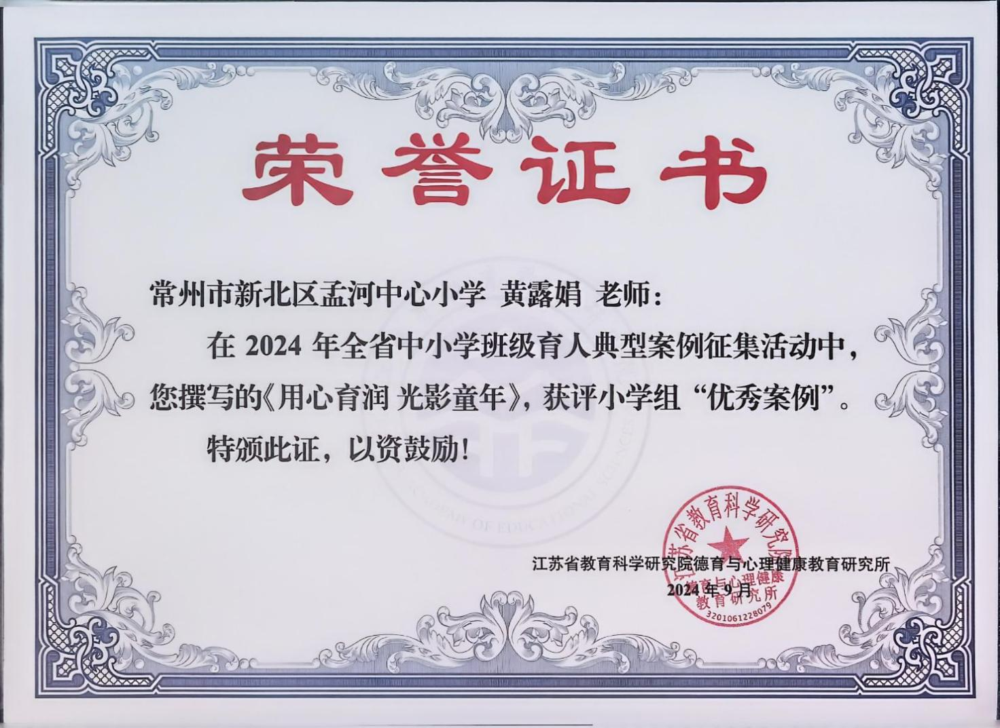 荣誉证书
常州市新北区孟河中心小学 黄露娟 老师：
在 2024 年全省中小学班级育人典型案例征集活动中，
您撰写的《用心育润 光影童年》，获评小学组“优秀案例”。
特颁此证，以资鼓励！
ACADEMY OF EDUCATIONAL SCIENCES
江苏省教育科学研究院
江苏省教育科学研究院德育与心理健康教育研究所
德育与心理健康
2024 年 9 月
教育研究所
3201061228079